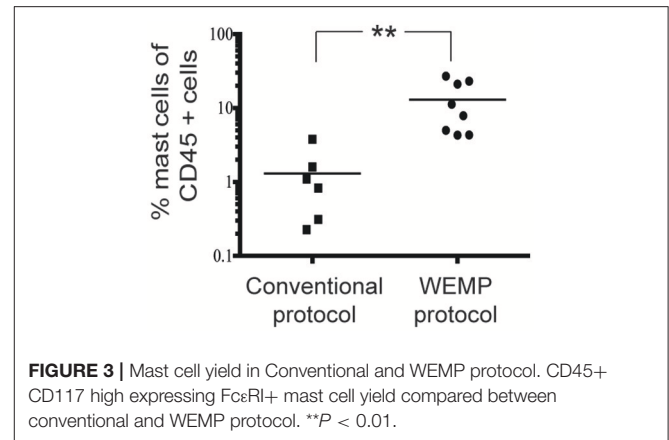 100
**
% mast cells of
CD45 + cells
10
1
0.1
Conventional
protocol
WEMP
protocol
FIGURE 3 | Mast cell yield in Conventional and WEMP protocol. CD45+
CD117 high expressing FcεRI+ mast cell yield compared between
conventional and WEMP protocol. **P < 0.01.